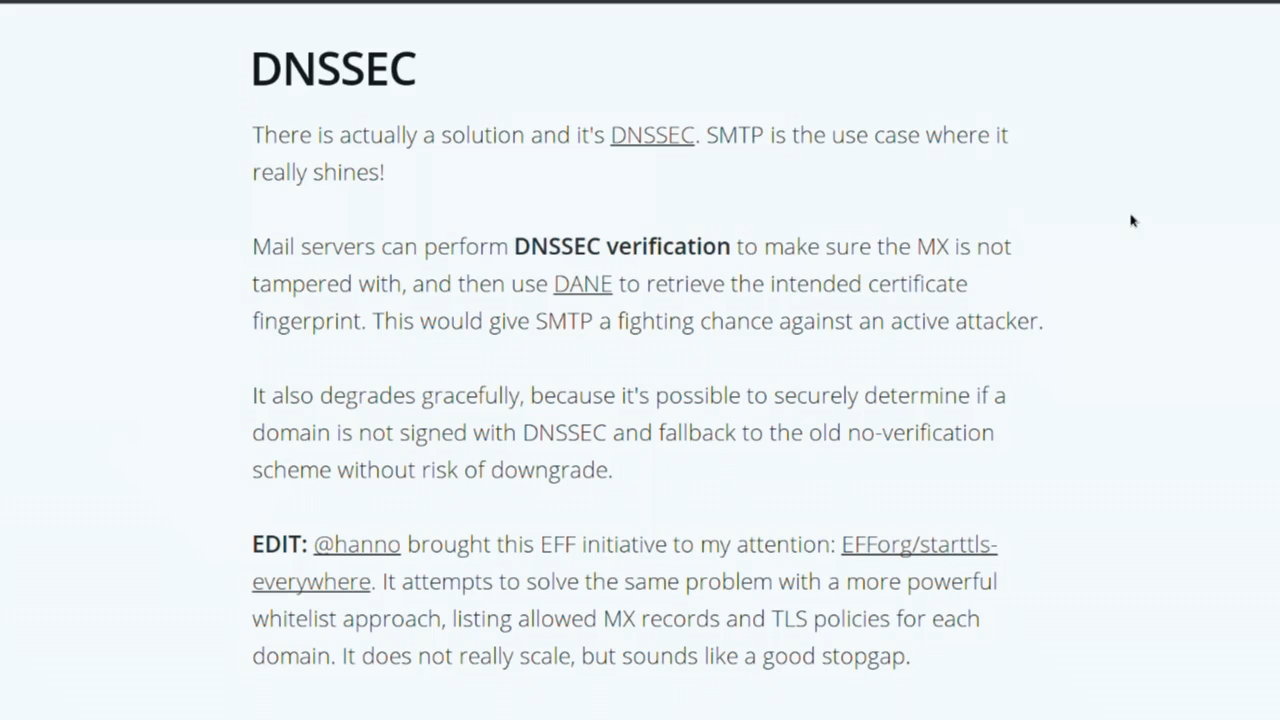 DNSSEC
There is actually a solution and it's DNSSEC. SMTP is the use case where it
really shines!
Mail servers can perform DNSSEC verification to make sure the MX is not
tampered with, and then use DANE to retrieve the intended certificate
fingerprint. This would give SMTP a fighting chance against an active attacker.
It also degrades gracefully, because it's possible to securely determine if a
domain is not signed with DNSSEC and fallback to the old no-verification
scheme without risk of downgrade.
EDIT: @hanno brought this EFF initiative to my attention: EFForg/starttls-
everywhere. It attempts to solve the same problem with a more powerful
whitelist approach, listing allowed MX records and TLS policies for each
domain. It does not really scale, but sounds like a good stopgap.